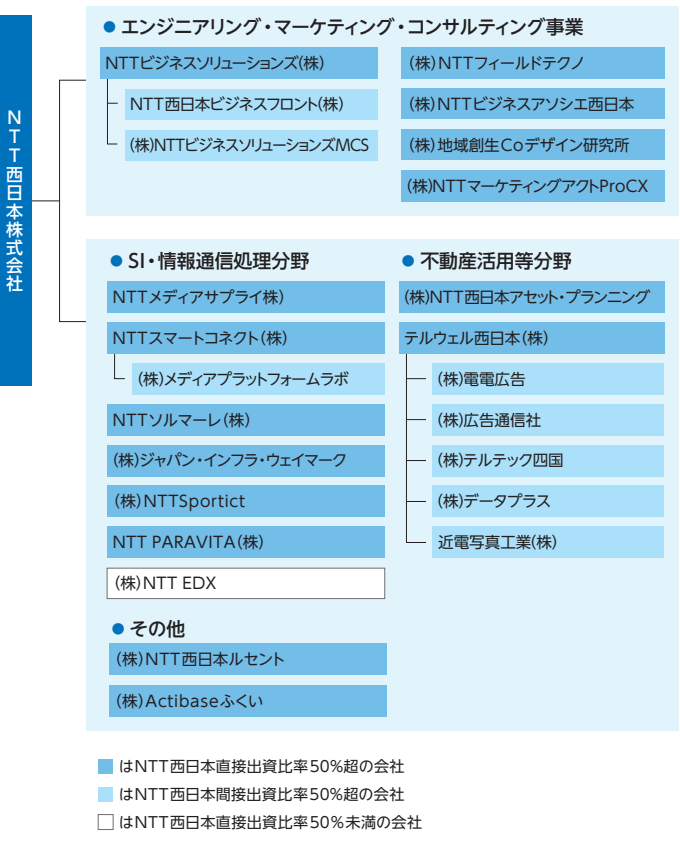 NTT西日本株式会社
● エンジニアリング・マーケティング・コンサルティング事業
NTTビジネスソリューションズ(株)
NTT西日本ビジネスフロント(株)
(株)NTTビジネスソリューションズMCS
(株)NTTフィールドテクノ
(株)NTTビジネスアソシエ西日本
(株)地域創生Coデザイン研究所
(株)NTTマーケティングアクトProCX
● SI・情報通信処理分野
NTTメディアサプライ株)
NTTスマートコネクト(株)
(株)メディアプラットフォームラボ
NTTソルマーレ(株)
(株)ジャパン・インフラ・ウェイマーク
(株)NTTSportict
NTT PARAVITA(株)
(株)NTT EDX
● その他
(株)NTT西日本ルセント
(株)Actibaseふくい
● 不動産活用等分野
(株)NTT西日本アセット・プランニング
テルウェル西日本(株)
(株)電電広告
(株)広告通信社
(株)テルテック四国
(株)データプラス
近電写真工業(株)
はNTT西日本直接出資比率50%超の会社
はNTT西日本間接出資比率50%超の会社
はNTT西日本直接出資比率50%未満の会社